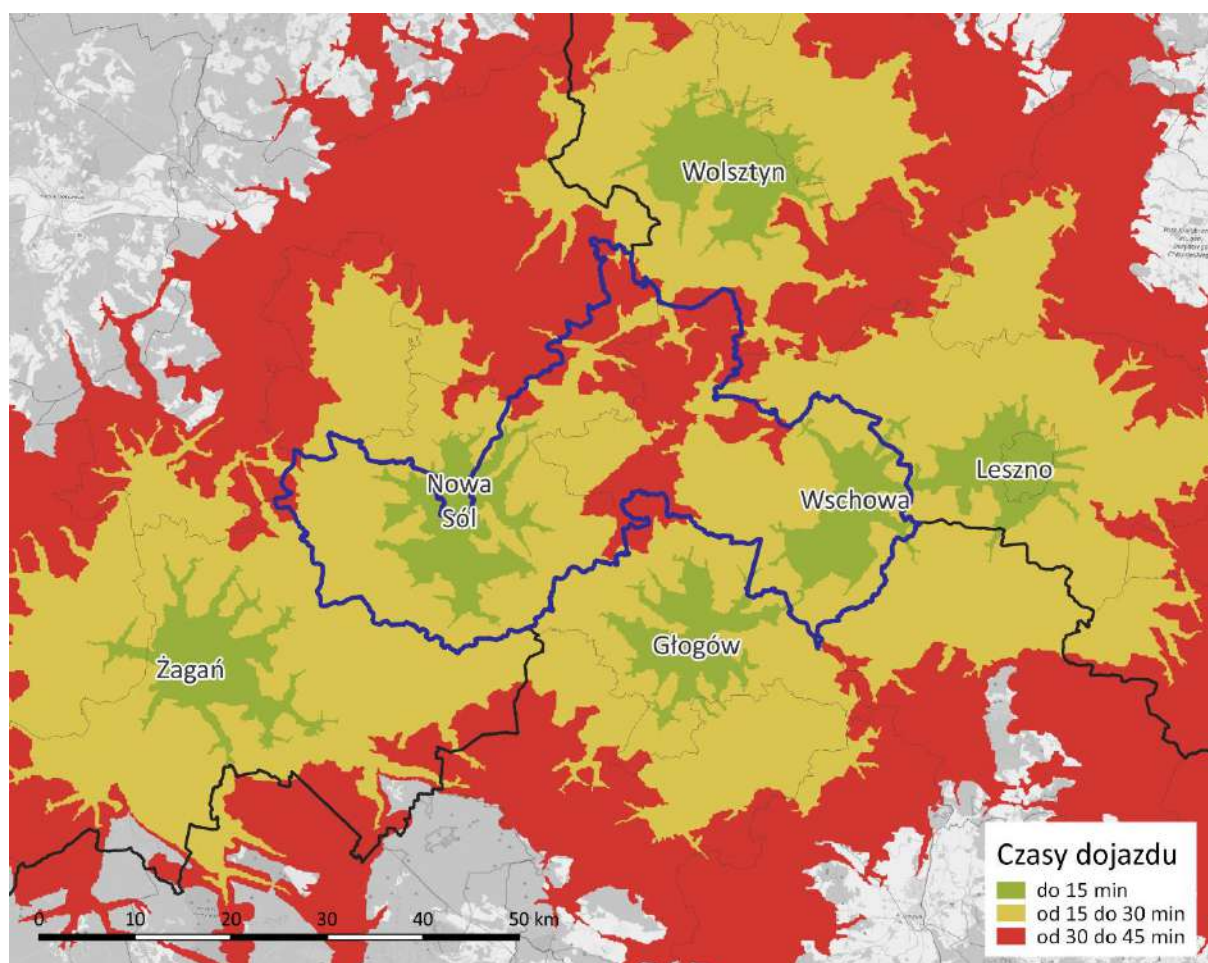 Wolsztyn
Nowa
Sól
Wschowa
Leszno
Żagań
Głogów
Czasy dojazdu
do 15 min
od 15 do 30 min
od 30 do 45 min
0 10 20 30 40 50 km